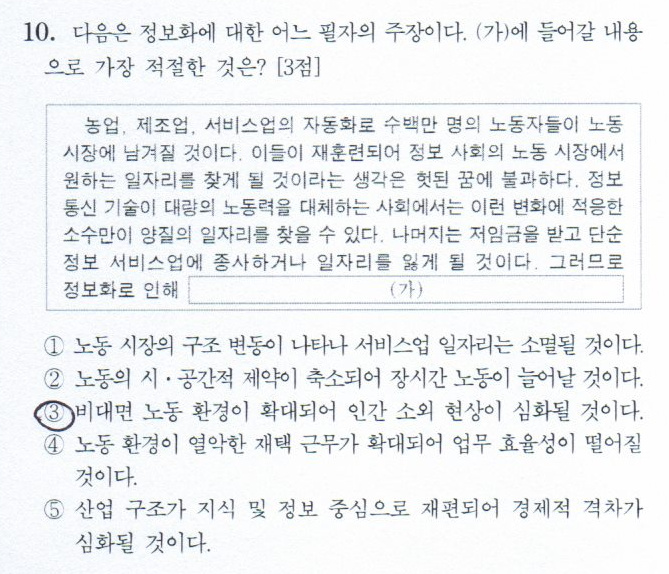 10. 다음은 정보화에 대한 어느 필자의 주장이다. (가)에 들어갈 내용
으로 가장 적절한 것은? [3점]
농업, 제조업, 서비스업의 자동화로 수백만 명의 노동자들이 노동
시장에 남겨질 것이다. 이들이 재훈련되어 정보 사회의 노동 시장에서
원하는 일자리를 찾게 될 것이라는 생각은 헛된 꿈에 불과하다. 정보
통신 기술이 대량의 노동력을 대체하는 사회에서는 이런 변화에 적응한
소수만이 양질의 일자리를 찾을 수 있다. 나머지는 저임금을 받고 단순
정보 서비스업에 종사하거나 일자리를 잃게 될 것이다. 그러므로
정보화로 인해 (가)
① 노동 시장의 구조 변동이 나타나 서비스업 일자리는 소멸될 것이다.
② 노동의 시·공간적 제약이 축소되어 장시간 노동이 늘어날 것이다.
③ 비대면 노동 환경이 확대되어 인간 소외 현상이 심화될 것이다.
④ 노동 환경이 열악한 재택 근무가 확대되어 업무 효율성이 떨어질
것이다.
⑤ 산업 구조가 지식 및 정보 중심으로 재편되어 경제적 격차가
심화될 것이다.